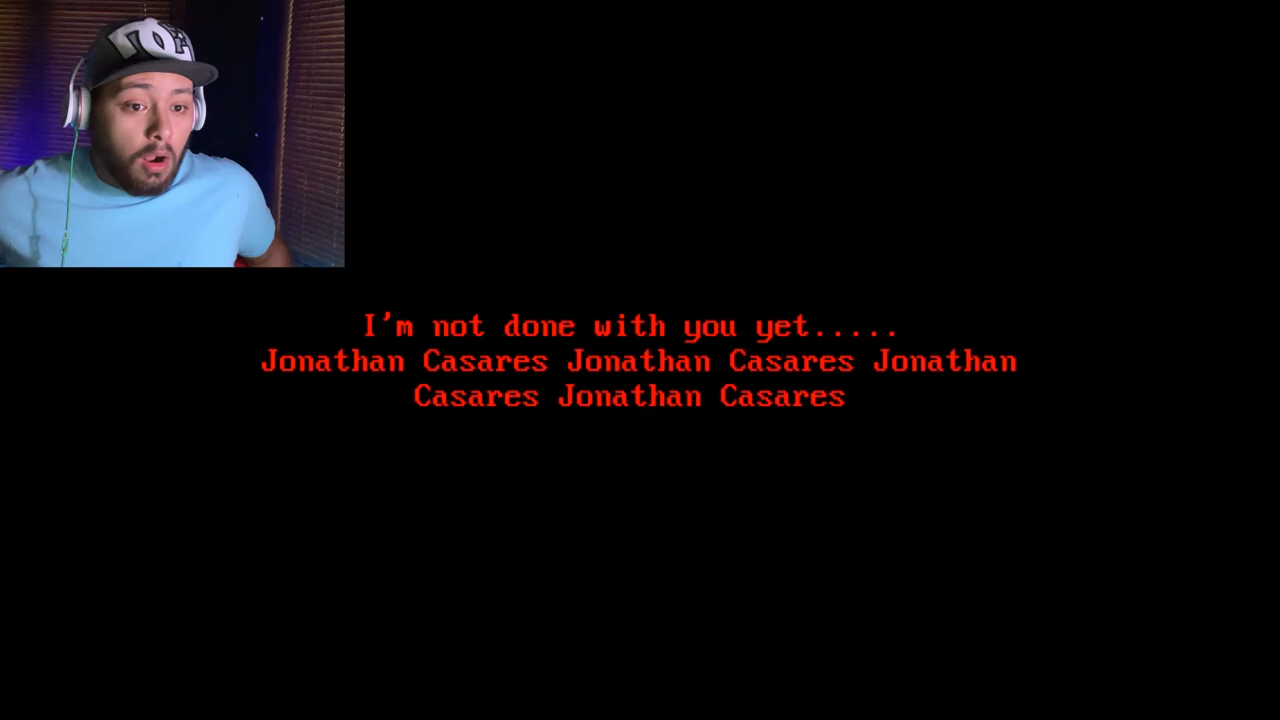 I'm not done with you yet.....
Jonathan Casares Jonathan Casares Jonathan
Casares Jonathan Casares